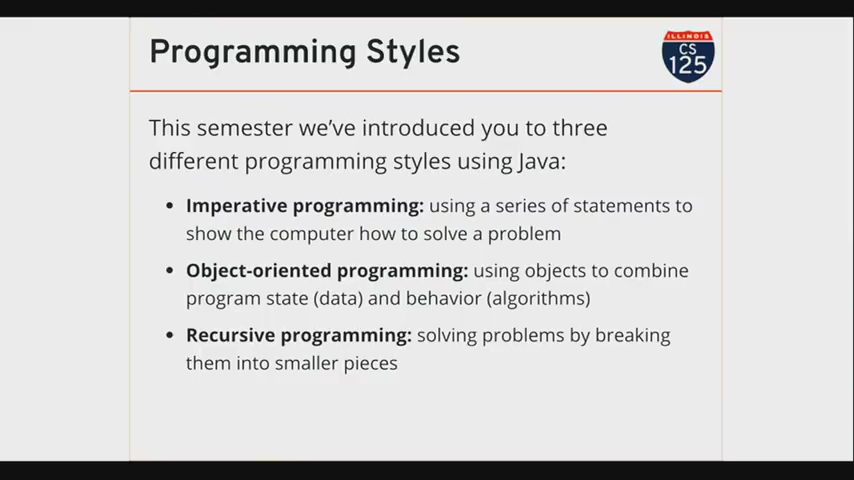 Programming Styles
ILLINOIS
CS
125
This semester we've introduced you to three
different programming styles using Java:
• Imperative programming: using a series of statements to
show the computer how to solve a problem
• Object-oriented programming: using objects to combine
program state (data) and behavior (algorithms)
• Recursive programming: solving problems by breaking
them into smaller pieces